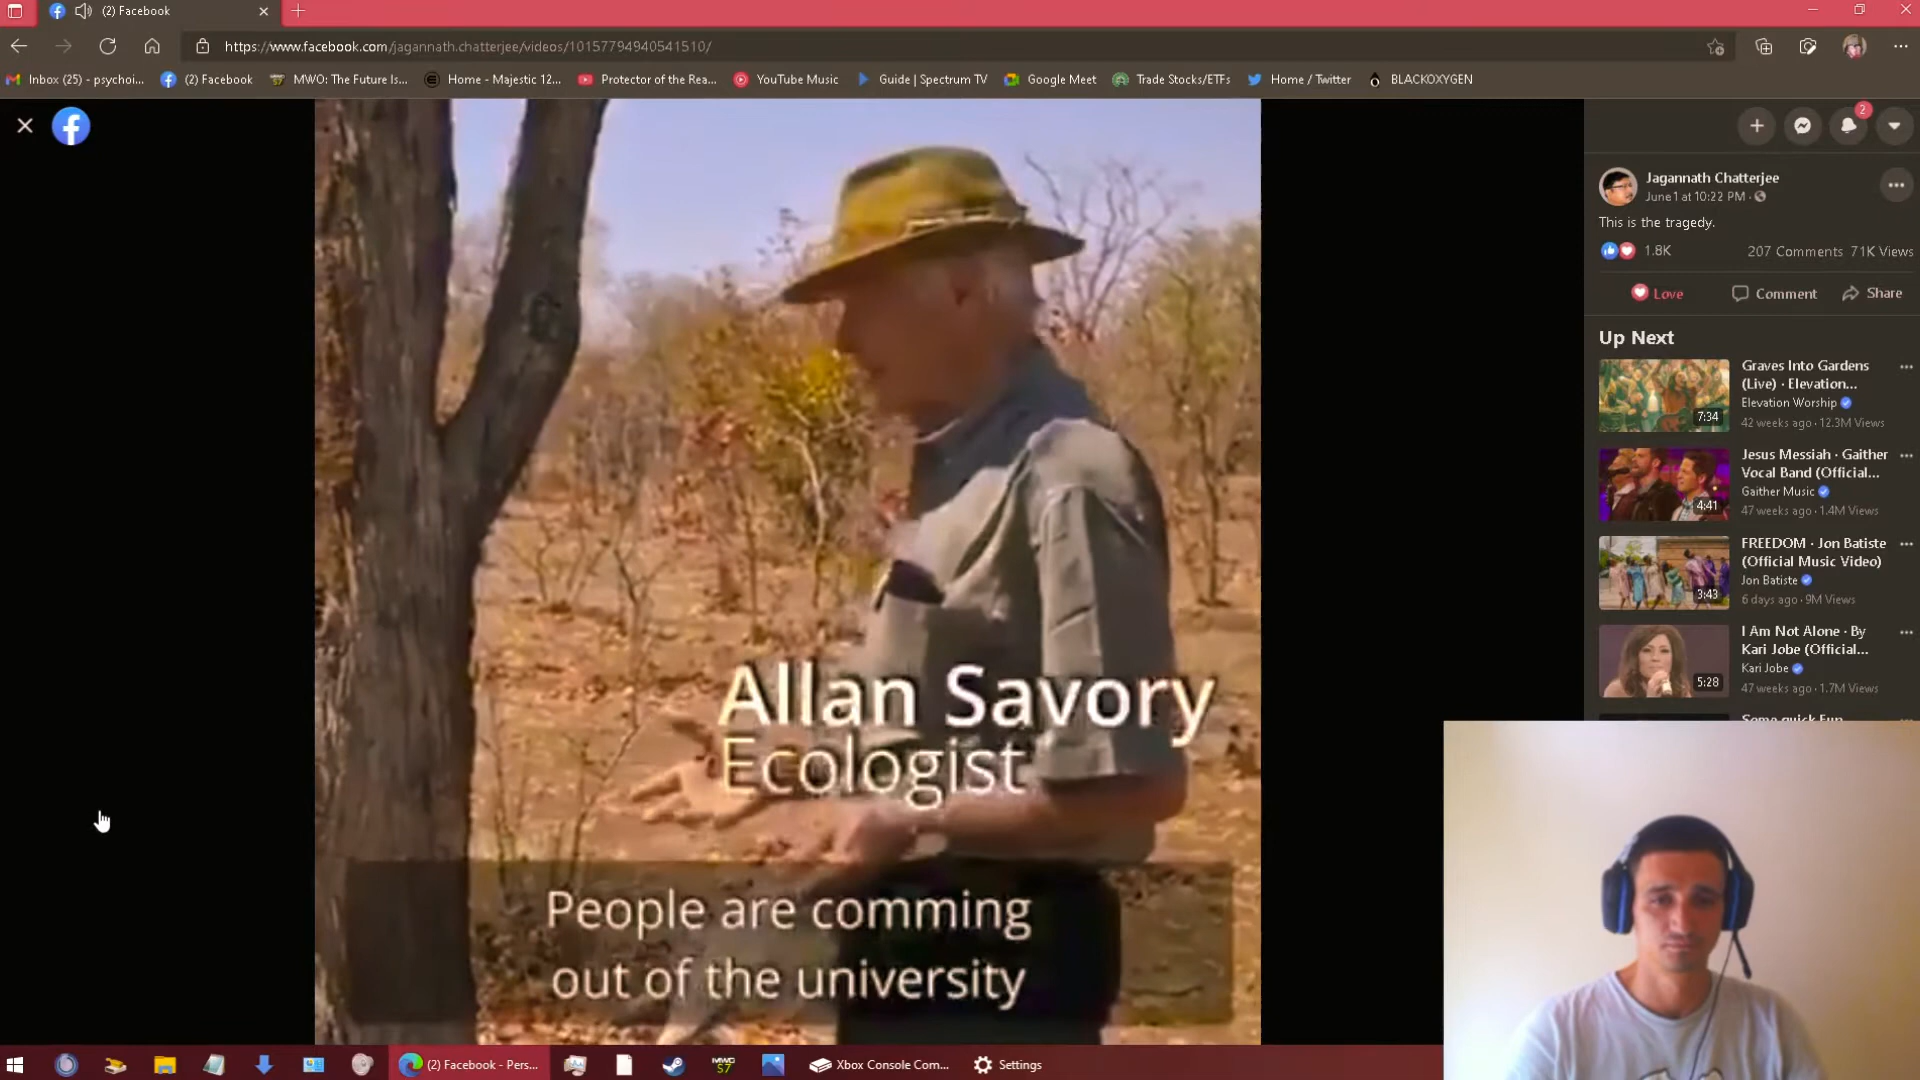 (2) Facebook
https://www.facebook.com/jagannath.chatterjee/videos/10157794940541510/
Inbox (25) - psychoi...
(2) Facebook
MWO: The Future Is...
Home - Majestic 12...
Protector of the Rea...
YouTube Music
Guide | Spectrum TV
Google Meet
Trade Stocks/ETFs
Home / Twitter
BLACKOXYGEN
2
Jagannath Chatterjee
June 1 at 10:22 PM ·
This is the tragedy.
1.8K
207 Comments 71K Views
Love
Comment
Share
Up Next
Graves Into Gardens
(Live) · Elevation...
Elevation Worship
42 weeks ago · 12.3M Views
7:34
Jesus Messiah · Gaither
Vocal Band (Official...
Gaither Music
47 weeks ago · 1.4M Views
4:41
FREEDOM · Jon Batiste
(Official Music Video)
Jon Batiste
6 days ago · 9M Views
3:43
I Am Not Alone · By
Kari Jobe (Official...
Kari Jobe
47 weeks ago · 1.7M Views
5:28
Allan Savory
Ecologist
People are comming
out of the university
(2) Facebook - Pers...
MWO
S7
Xbox Console Com...
Settings